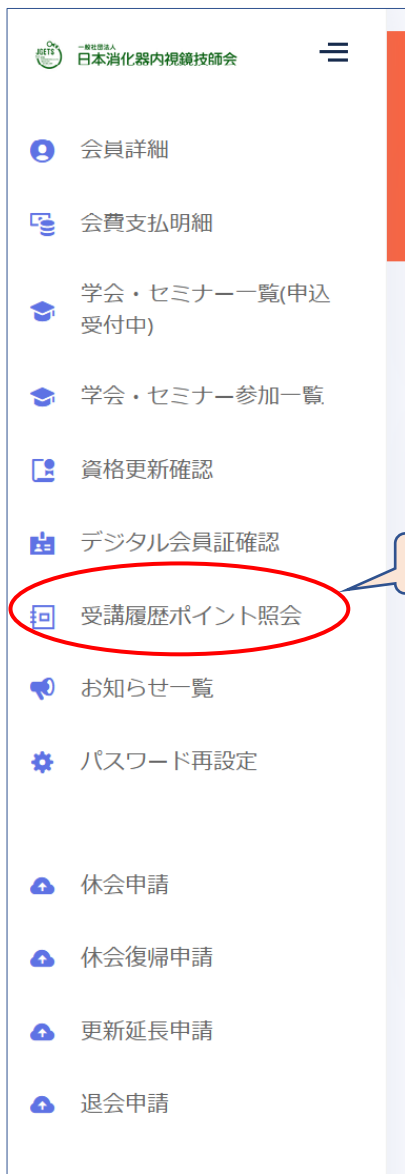 JGETS
一般社団法人
日本消化器内視鏡技師会
会員詳細
会費支払明細
学会・セミナー一覧(申込
受付中)
学会・セミナー参加一覧
資格更新確認
デジタル会員証確認
受講履歴ポイント照会
お知らせ一覧
パスワード再設定
休会申請
休会復帰申請
更新延長申請
退会申請